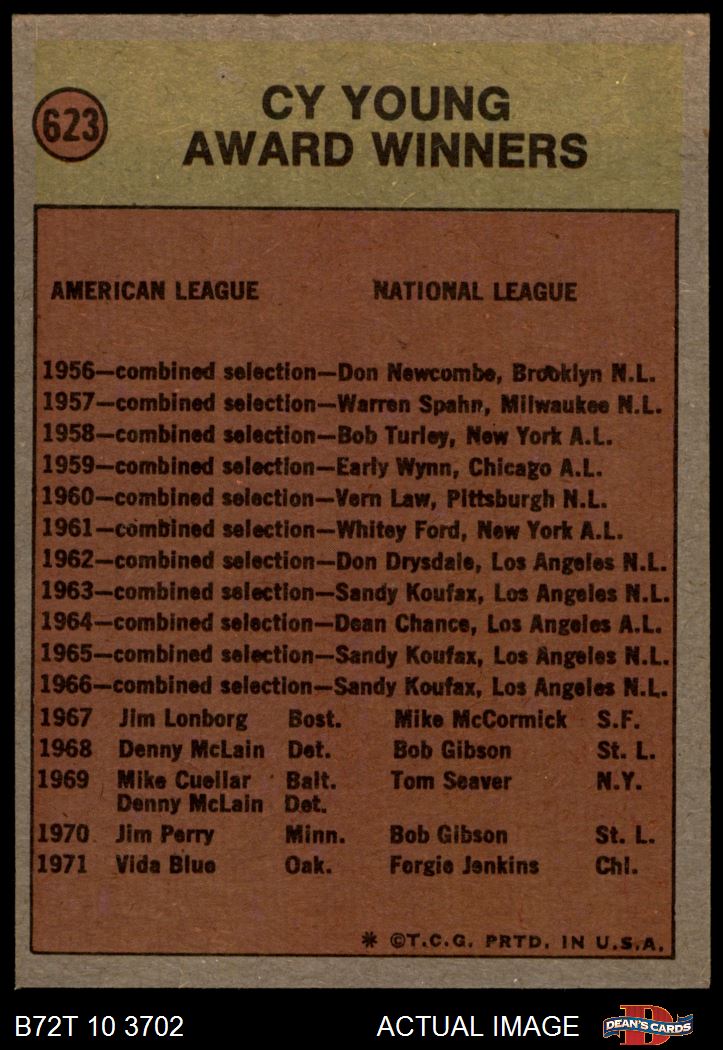 623
CY YOUNG
AWARD WINNERS
AMERICAN LEAGUE NATIONAL LEAGUE
1956—combined selection—Don Newcombe, Brooklyn N.L.
1957—combined selection—Warren Spahn, Milwaukee N.L.
1958—combined selection—Bob Turley, New York A.L.
1959—combined selection—Early Wynn, Chicago A.L.
1960—combined selection—Vern Law, Pittsburgh N.L.
1961—combined selection—Whitey Ford, New York A.L.
1962—combined selection—Don Drysdale, Los Angeles N.L.
1963—combined selection—Sandy Koufax, Los Angeles N.L.
1964—combined selection—Dean Chance, Los Angeles A.L.
1965—combined selection—Sandy Koufax, Los Angeles N.L.
1966—combined selection—Sandy Koufax, Los Angeles N.L.
1967 Jim Lonborg Bost. Mike McCormick S.F.
1968 Denny McLain Det. Bob Gibson St. L.
1969 Mike Cuellar Balt. Tom Seaver N.Y.
Denny McLain Det.
1970 Jim Perry Minn. Bob Gibson St. L.
1971 Vida Blue Oak. Fergie Jenkins Chi.
* ©T.C.G. PRTD. IN U.S.A.
B72T 10 3702 ACTUAL IMAGE DEAN'S CARDS